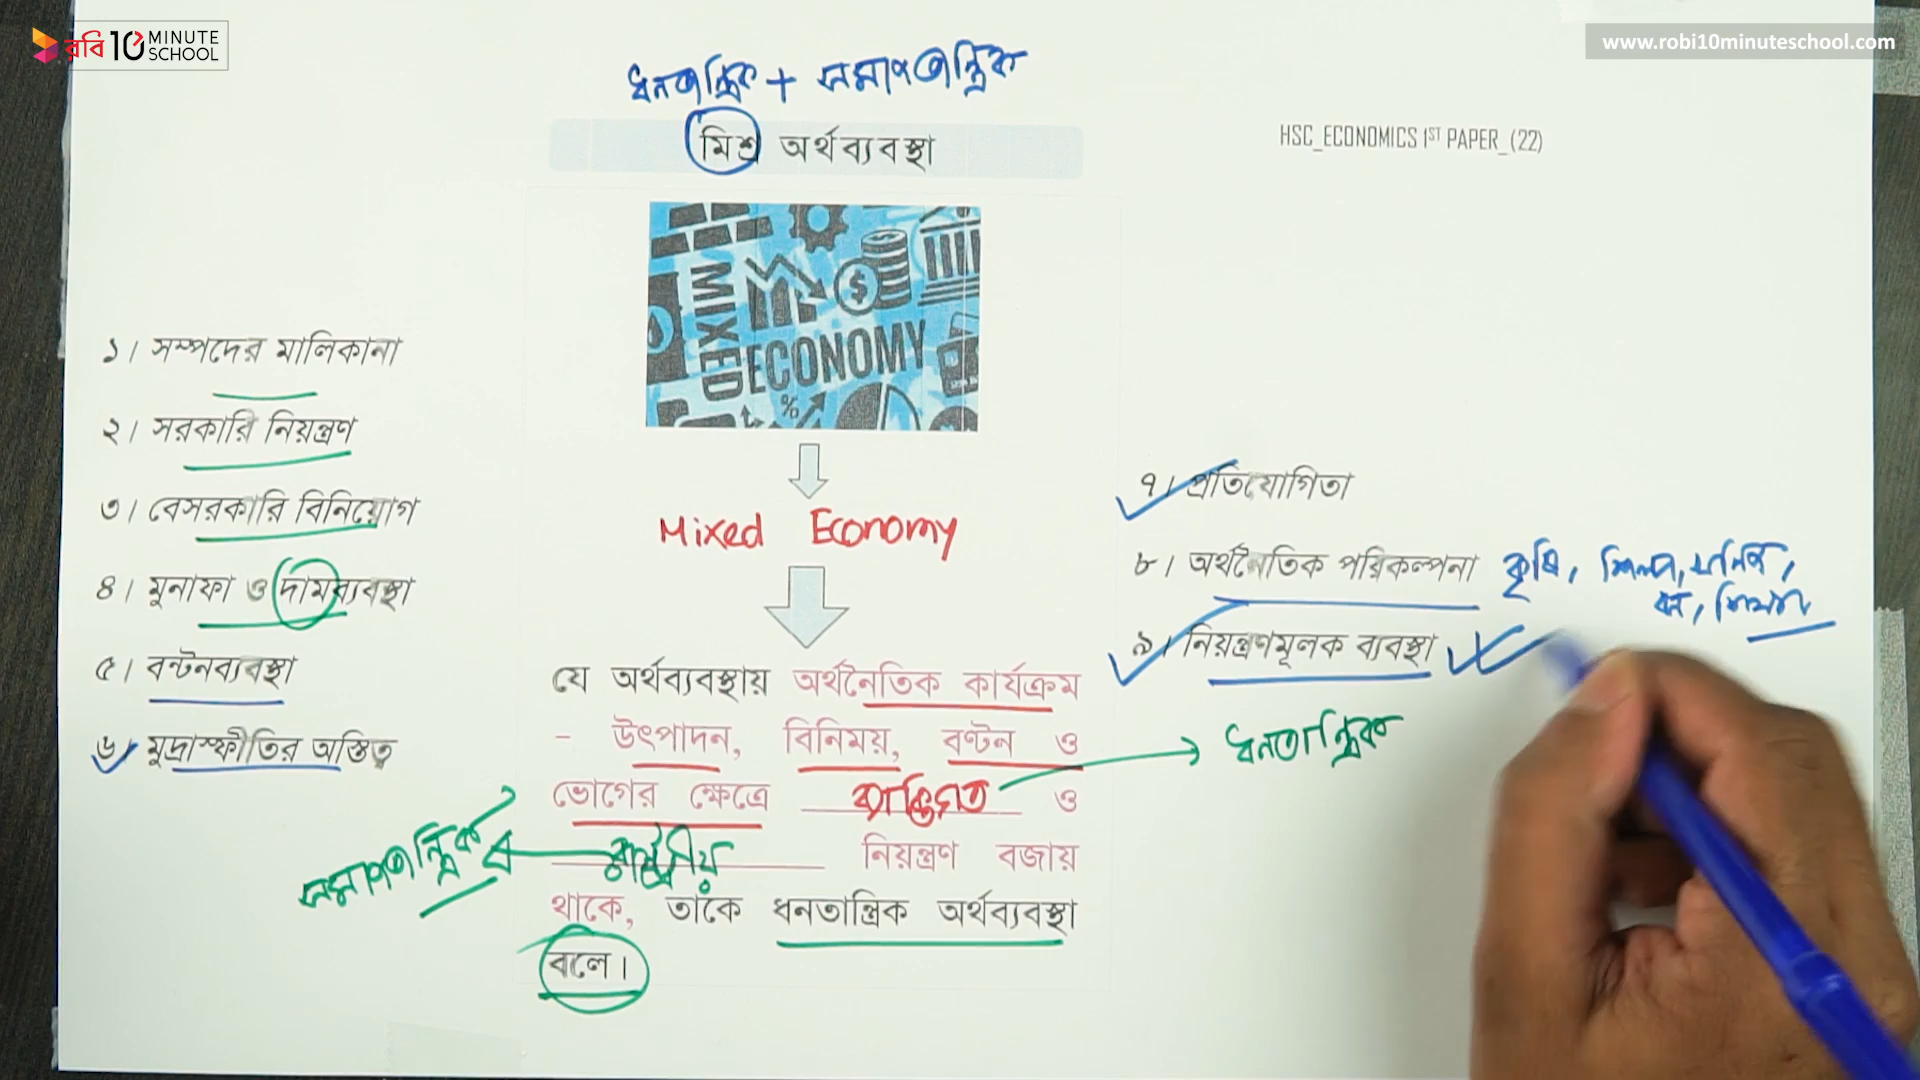 রবি 10 MINUTE SCHOOL
www.robi10minuteschool.com
ধনতান্ত্রিক + সমাজতান্ত্রিক
মিশ্র অর্থব্যবস্থা
HSC_ECONOMICS 1ST PAPER_(22)
MIXED
ECONOMY
%
$
১। সম্পদের মালিকানা
২। সরকারি নিয়ন্ত্রণ
৩। বেসরকারি বিনিয়োগ
৪। মুনাফা ও দামব্যবস্থা
৫। বন্টনব্যবস্থা
৬। মুদ্রাস্ফীতির অস্তিত্ব
Mixed Economy
যে অর্থব্যবস্থায় অর্থনৈতিক কার্যক্রম
- উৎপাদন, বিনিময়, বণ্টন ও
ভোগের ক্ষেত্রে ব্যক্তিগত ও
রাষ্ট্রীয় নিয়ন্ত্রণ বজায়
থাকে, তাকে ধনতান্ত্রিক অর্থব্যবস্থা
বলে।
সমাজতান্ত্রিক
ধনতান্ত্রিক
৭। প্রতিযোগিতা
৮। অর্থনৈতিক পরিকল্পনা কৃষি, শিল্প, খনিজ,
৯। নিয়ন্ত্রণমূলক ব্যবস্থা